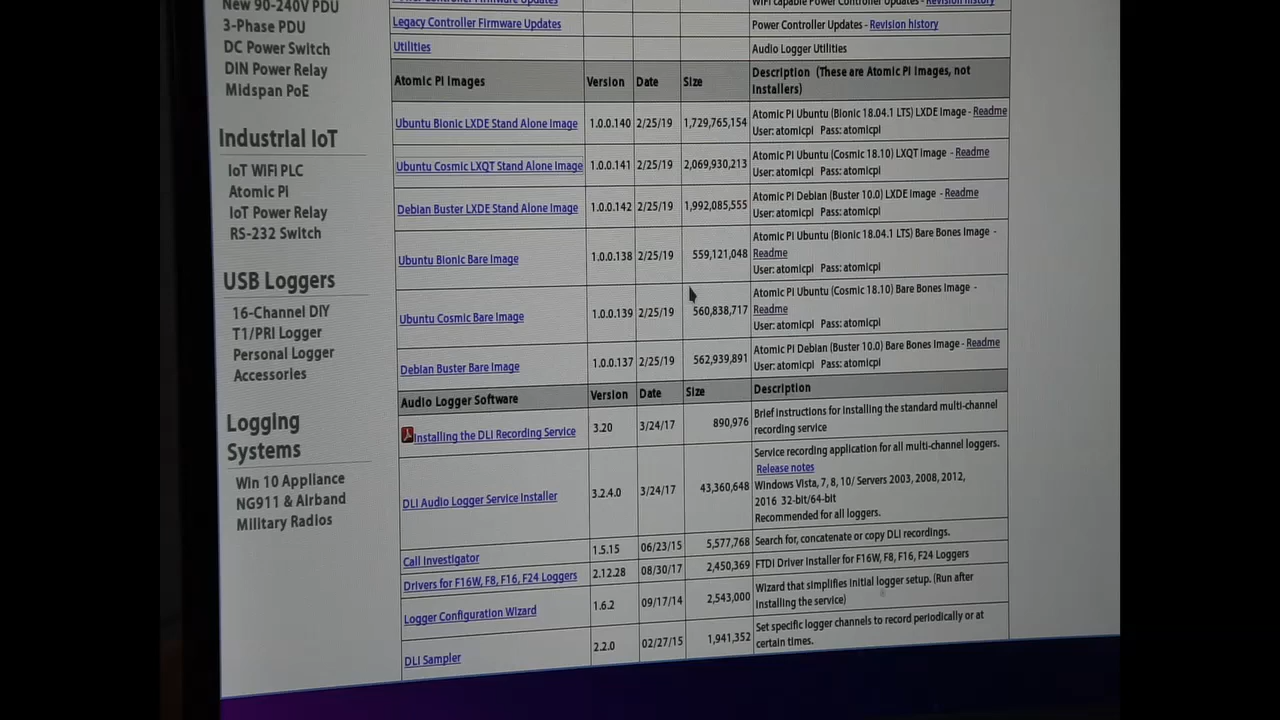 New 90-240V PDU
3-Phase PDU
DC Power Switch
DIN Power Relay
Midspan PoE
Industrial IoT
IoT WiFi PLC
Atomic Pi
IoT Power Relay
RS-232 Switch
USB Loggers
16-Channel DIY
T1/PRI Logger
Personal Logger
Accessories
Logging
Systems
Win 10 Appliance
NG911 & Airband
Military Radios
Legacy Controller Firmware Updates Power Controller Updates - Revision history
Utilities Audio Logger Utilities
Atomic PI Images Version Date Size Description (These are Atomic PI Images, not
Installers)
Ubuntu Bionic LXDE Stand Alone Image 1.0.0.140 2/25/19 1,729,765,154 Atomic PI Ubuntu (Bionic 18.04.1 LTS) LXDE Image - Readme
User: atomicpi Pass: atomicpi
Ubuntu Cosmic LXQT Stand Alone Image 1.0.0.141 2/25/19 2,069,930,213 Atomic PI Ubuntu (Cosmic 18.10) LXQT Image - Readme
User: atomicpi Pass: atomicpi
Debian Buster LXDE Stand Alone Image 1.0.0.142 2/25/19 1,992,085,555 Atomic PI Debian (Buster 10.0) LXDE Image - Readme
User: atomicpi Pass: atomicpi
Ubuntu Bionic Bare Image 1.0.0.138 2/25/19 559,121,048 Atomic PI Ubuntu (Bionic 18.04.1 LTS) Bare Bones Image -
Readme
User: atomicpi Pass: atomicpi
Ubuntu Cosmic Bare Image 1.0.0.139 2/25/19 560,838,717 Atomic PI Ubuntu (Cosmic 18.10) Bare Bones Image -
Readme
User: atomicpi Pass: atomicpi
Debian Buster Bare Image 1.0.0.137 2/25/19 562,939,891 Atomic PI Debian (Buster 10.0) Bare Bones Image - Readme
User: atomicpi Pass: atomicpi
Audio Logger Software Version Date Size Description
Installing the DLI Recording Service 3.20 3/24/17 890,976 Brief instructions for installing the standard multi-channel
recording service
DLI Audio Logger Service Installer 3.2.4.0 3/24/17 43,360,648 Service recording application for all multi-channel loggers.
Release notes
Windows Vista, 7, 8, 10/ Servers 2003, 2008, 2012,
2016 32-bit/64-bit
Recommended for all loggers.
Call Investigator 1.5.15 06/23/15 5,577,768 Search for, concatenate or copy DLI recordings.
Drivers for F16W, F8, F16, F24 Loggers 2.12.28 08/30/17 2,450,369 FTDI Driver Installer for F16W, F8, F16, F24 Loggers
Logger Configuration Wizard 1.6.2 09/17/14 2,543,000 Wizard that simplifies initial logger setup. (Run after
installing the service)
DLI Sampler 2.2.0 02/27/15 1,941,352 Set specific logger channels to record periodically or at
certain times.